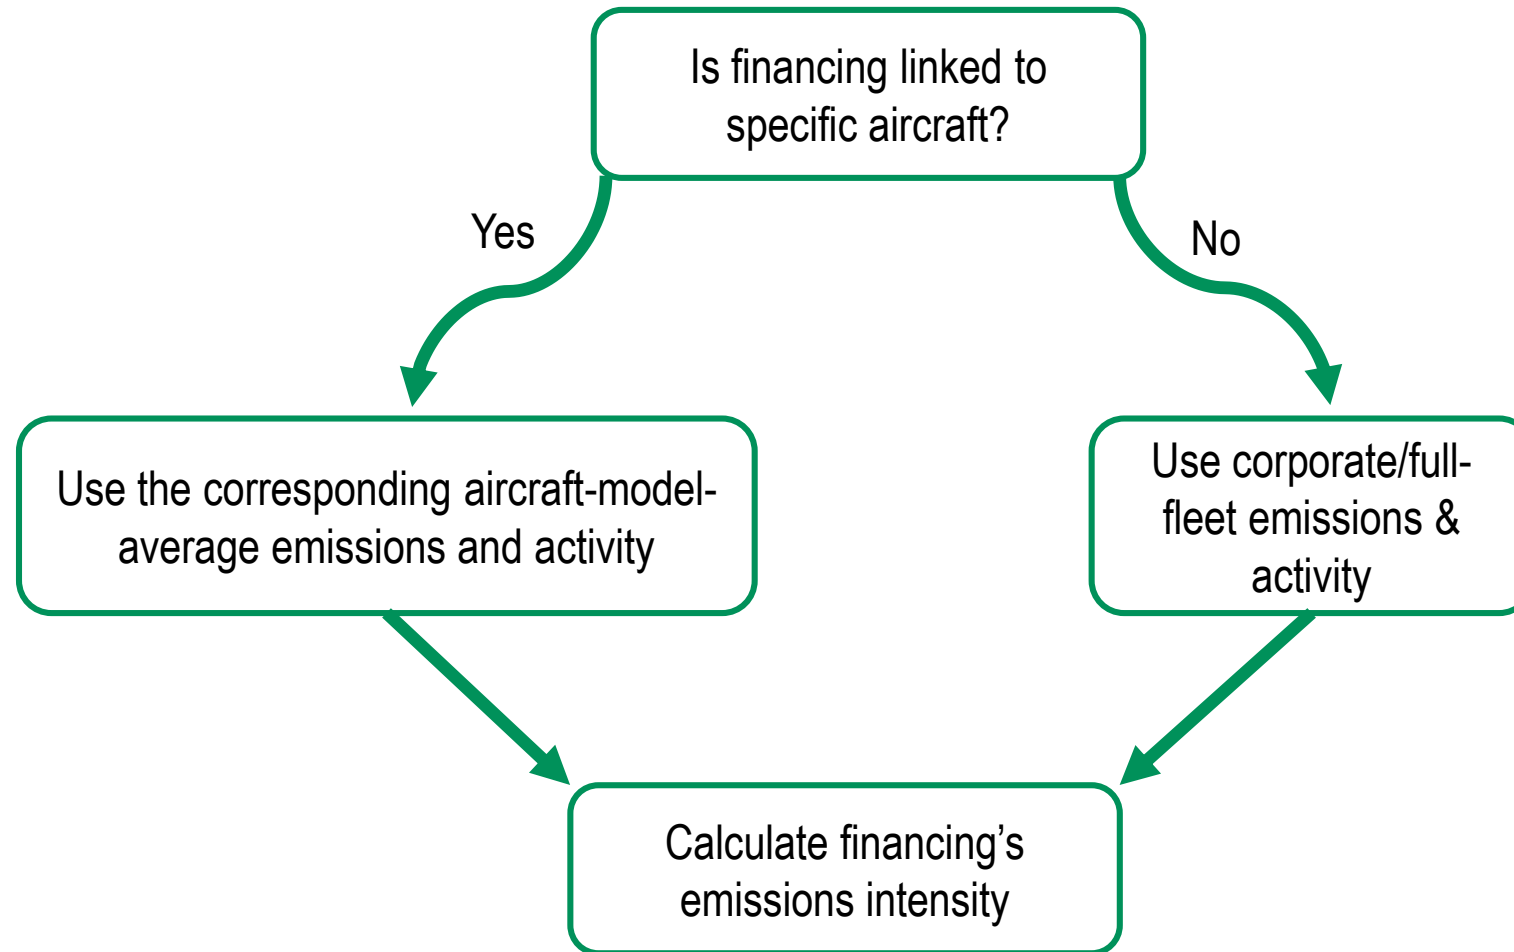 Is financing linked to
specific aircraft?
Yes
No
Use the corresponding aircraft-model-
average emissions and activity
Use corporate/full-
fleet emissions &
activity
Calculate financing’s
emissions intensity